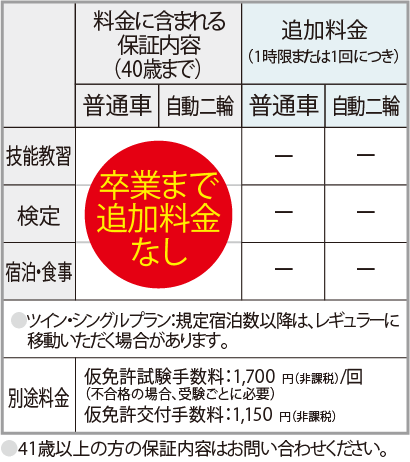 料金に含まれる
保証内容
(40歳まで)
追加料金
(1時限または1回につき)
普通車
自動二輪
普通車
自動二輪
技能教習
—
—
検定
—
—
宿泊・食事
—
—
卒業まで
追加料金
なし
●ツイン・シングルプラン:規定宿泊数以降は、レギュラーに
移動いただく場合があります。
別途料金
仮免許試験手数料:1,700 円(非課税)/回
(不合格の場合、受験ごとに必要)
仮免許交付手数料:1,150 円(非課税)
●41歳以上の方の保証内容はお問い合わせください。